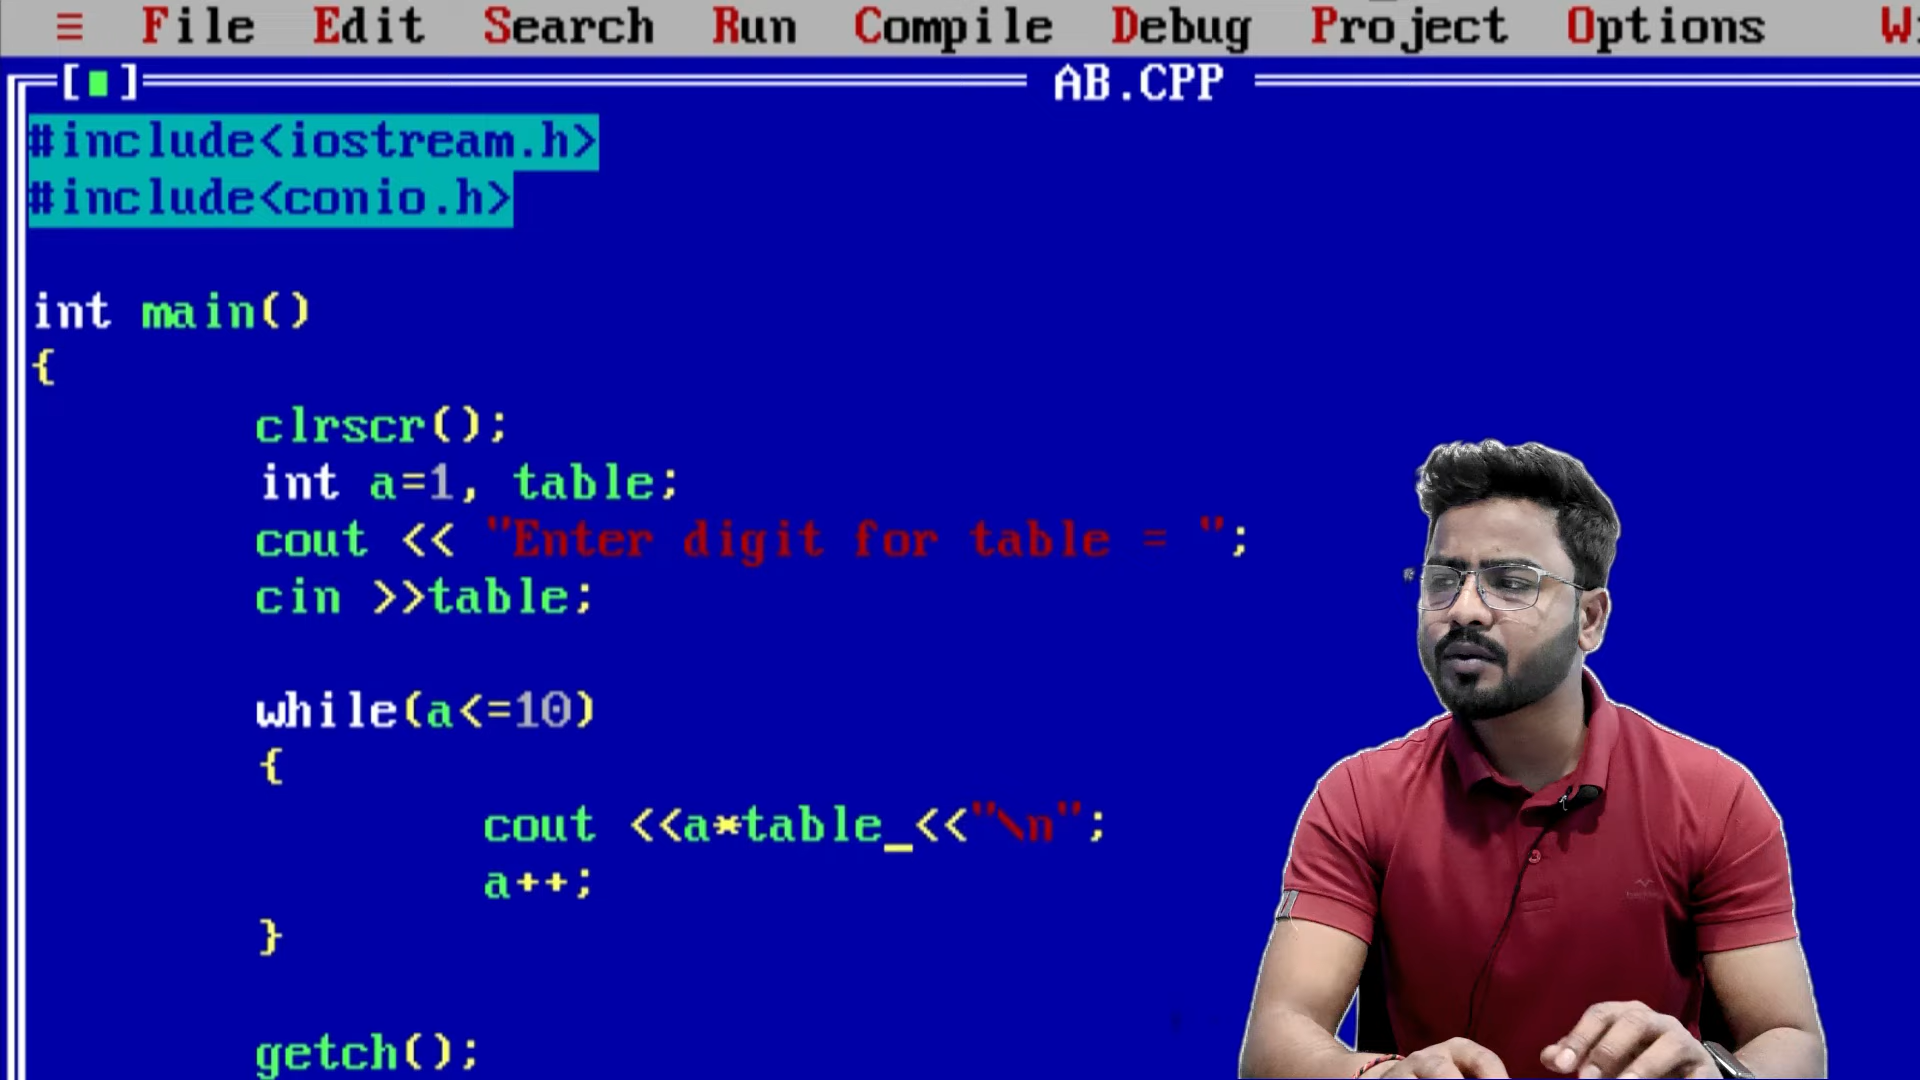 ≡ File Edit Search Run Compile Debug Project Options
[■] AB.CPP
#include<iostream.h>
#include<conio.h>
int main()
{
clrscr();
int a=1, table;
cout << "Enter digit for table = ";
cin >>table;
while(a<=10)
{
cout <<a*table_<<"\n";
a++;
}
getch();